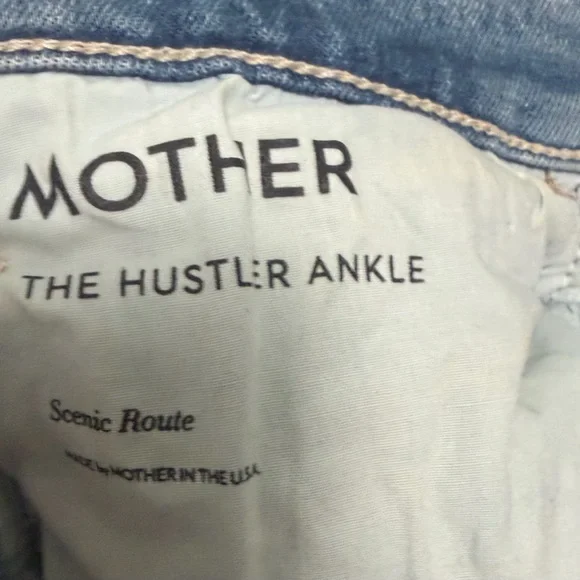 MOTHER
THE HUSTLER ANKLE
Scenic Route
MADE by MOTHER IN THE U.S.A.